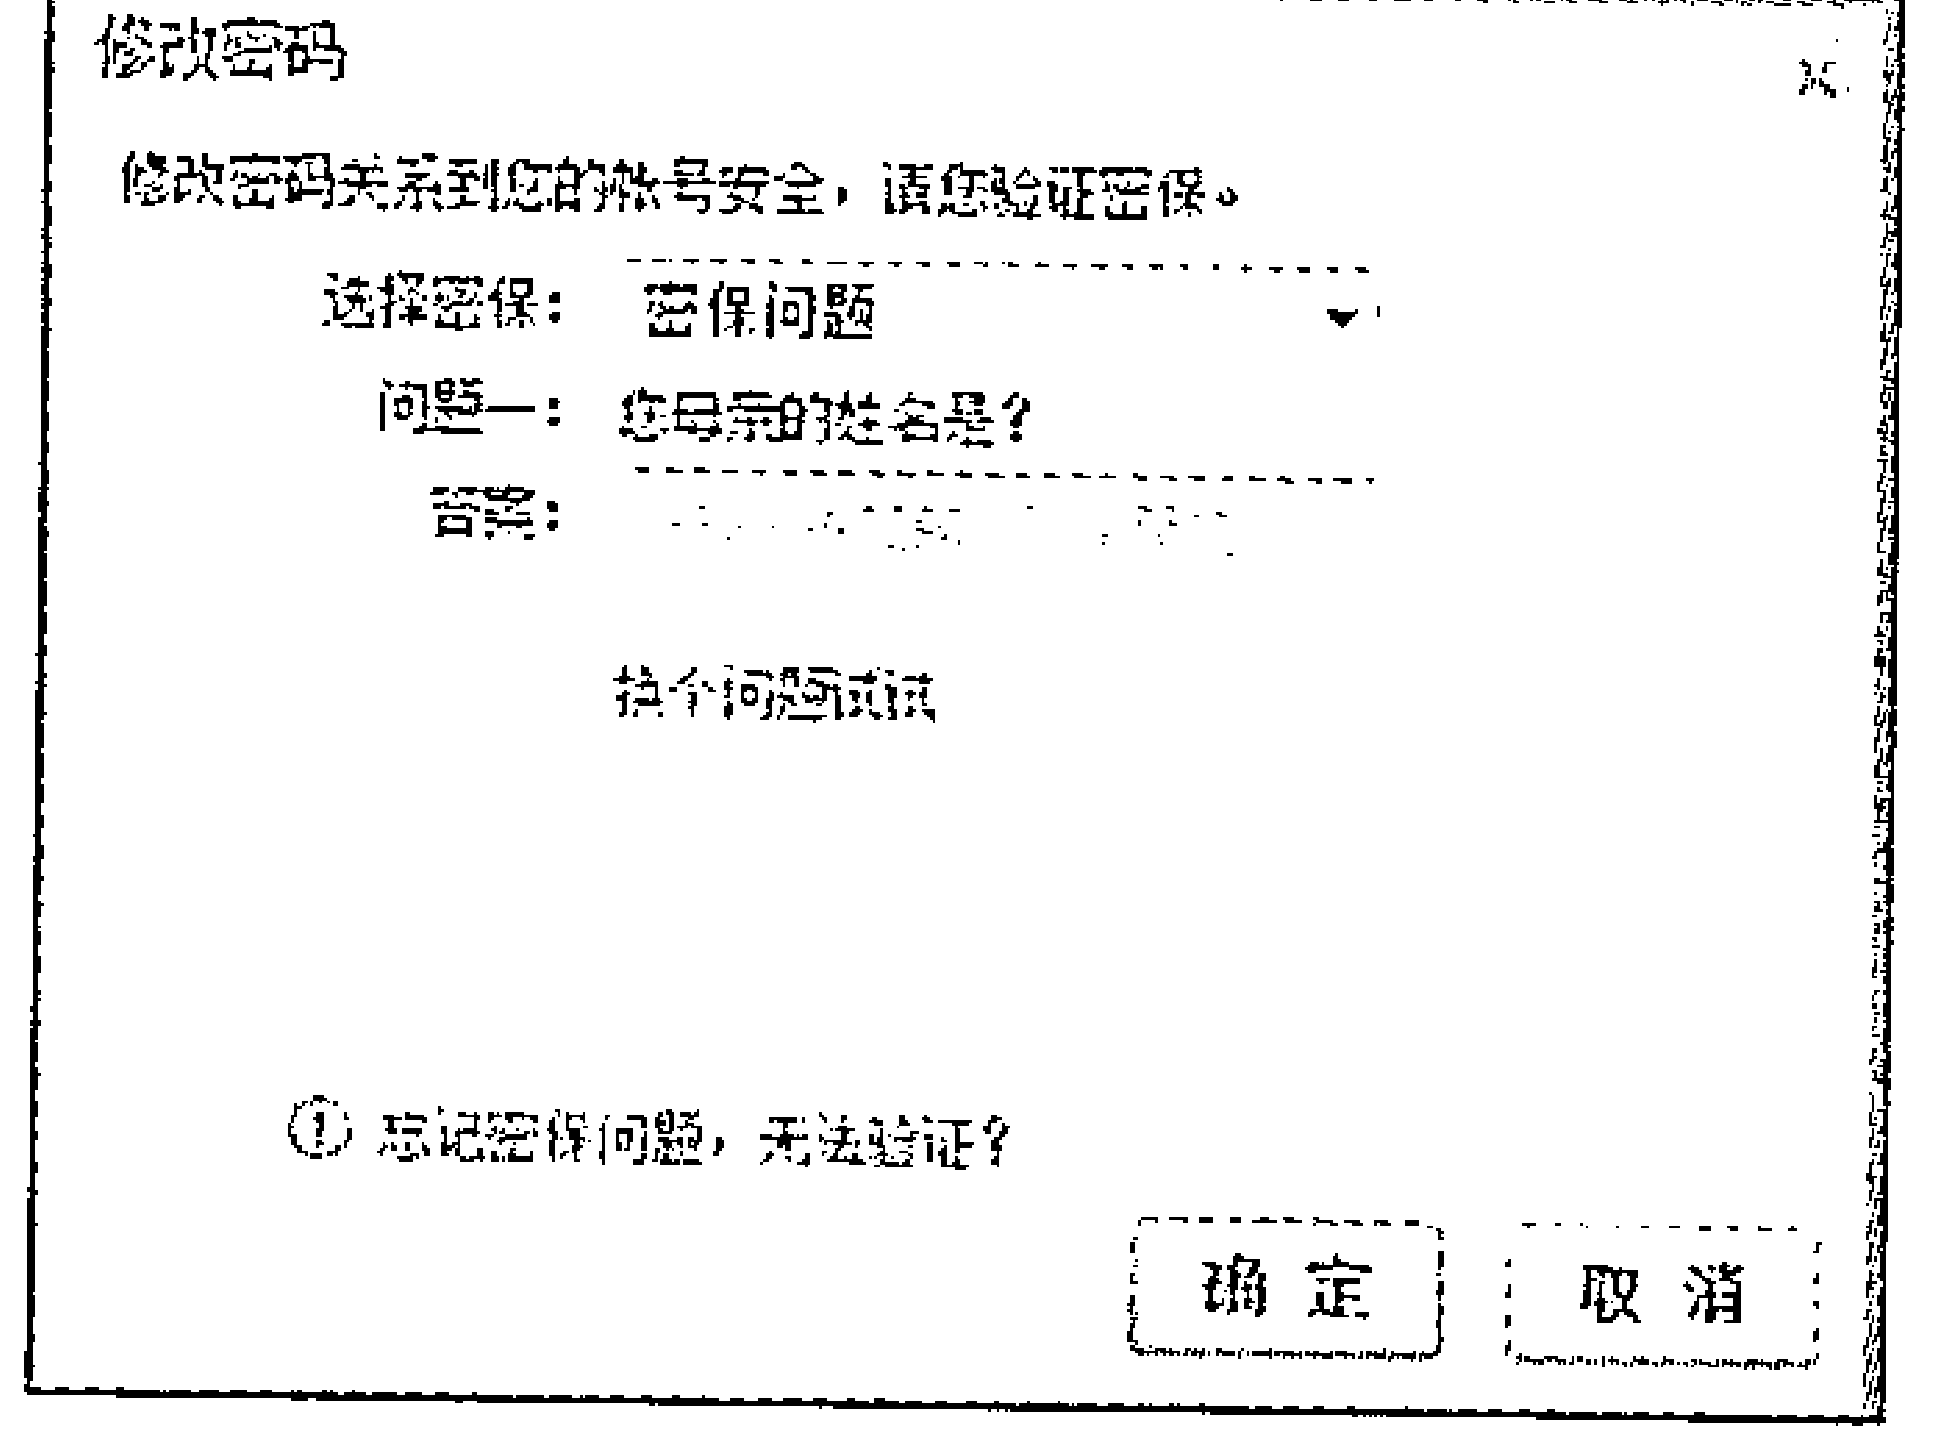 修改密码
修改密码关系到您的帐号安全，请您验证密保。
选择密保： 密保问题
问题一： 您母亲的姓名是？
答案：
换个问题试试
忘记密保问题，无法验证？
确定 取消